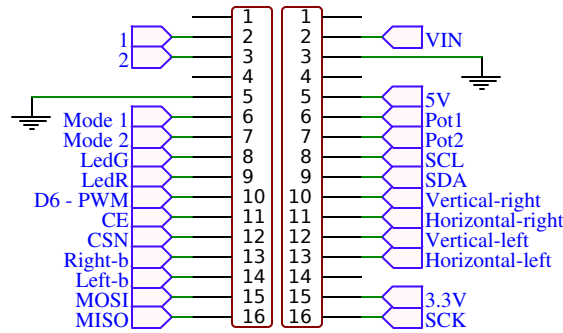 1 1
1 2 2 VIN
2 3 3
4 4
5 5 5V
Mode 1 6 6 Pot1
Mode 2 7 7 Pot2
LedG 8 8 SCL
LedR 9 9 SDA
D6 - PWM 10 10 Vertical-right
CE 11 11 Horizontal-right
CSN 12 12 Vertical-left
Right-b 13 13 Horizontal-left
Left-b 14 14
MOSI 15 15 3.3V
MISO 16 16 SCK